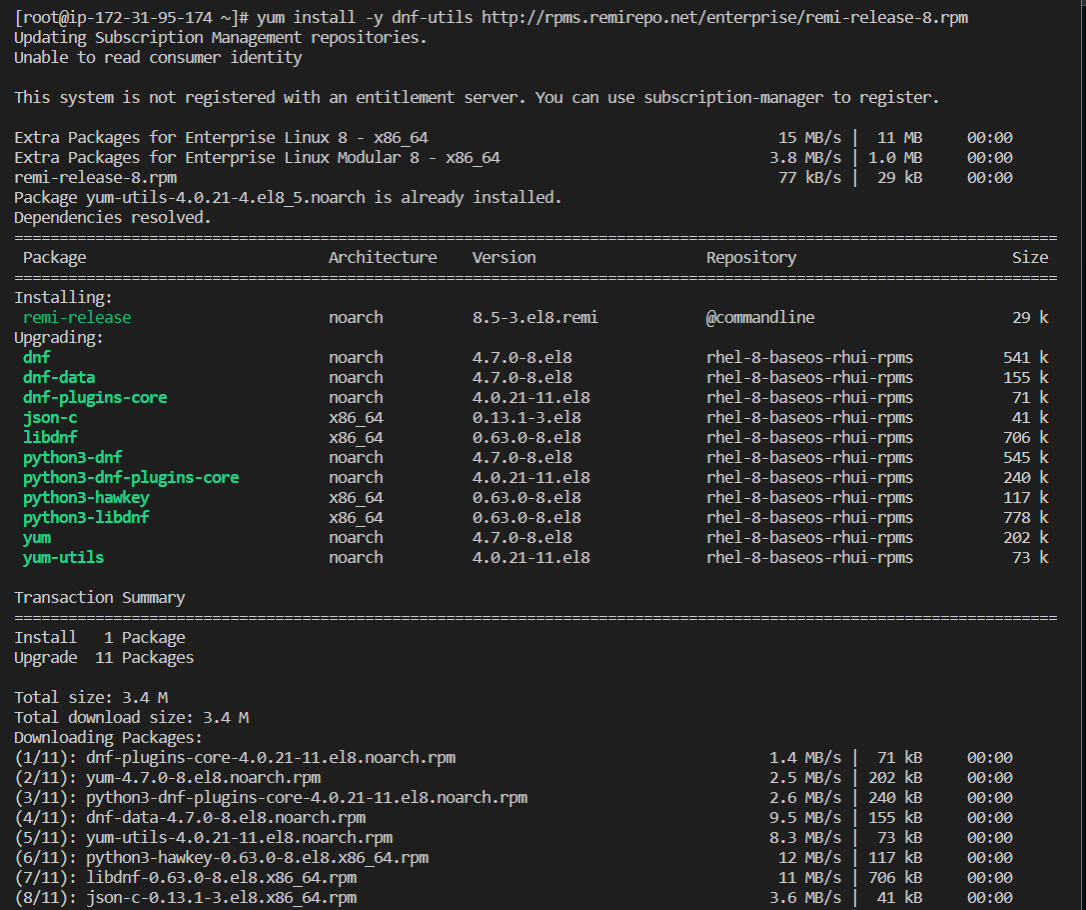 [root@ip-172-31-95-174 ~]# yum install -y dnf-utils http://rpms.remirepo.net/enterprise/remi-release-8.rpm
Updating Subscription Management repositories.
Unable to read consumer identity
This system is not registered with an entitlement server. You can use subscription-manager to register.
Extra Packages for Enterprise Linux 8 - x86_64 15 MB/s | 11 MB 00:00
Extra Packages for Enterprise Linux Modular 8 - x86_64 3.8 MB/s | 1.0 MB 00:00
remi-release-8.rpm 77 kB/s | 29 kB 00:00
Package yum-utils-4.0.21-4.el8_5.noarch is already installed.
Dependencies resolved.
================================================================================
Package Architecture Version Repository Size
================================================================================
Installing:
remi-release noarch 8.5-3.el8.remi @commandline 29 k
Upgrading:
dnf noarch 4.7.0-8.el8 rhel-8-baseos-rhui-rpms 541 k
dnf-data noarch 4.7.0-8.el8 rhel-8-baseos-rhui-rpms 155 k
dnf-plugins-core noarch 4.0.21-11.el8 rhel-8-baseos-rhui-rpms 71 k
json-c x86_64 0.13.1-3.el8 rhel-8-baseos-rhui-rpms 41 k
libdnf x86_64 0.63.0-8.el8 rhel-8-baseos-rhui-rpms 706 k
python3-dnf noarch 4.7.0-8.el8 rhel-8-baseos-rhui-rpms 545 k
python3-dnf-plugins-core noarch 4.0.21-11.el8 rhel-8-baseos-rhui-rpms 240 k
python3-hawkey x86_64 0.63.0-8.el8 rhel-8-baseos-rhui-rpms 117 k
python3-libdnf x86_64 0.63.0-8.el8 rhel-8-baseos-rhui-rpms 778 k
yum noarch 4.7.0-8.el8 rhel-8-baseos-rhui-rpms 202 k
yum-utils noarch 4.0.21-11.el8 rhel-8-baseos-rhui-rpms 73 k
Transaction Summary
================================================================================
Install 1 Package
Upgrade 11 Packages
Total size: 3.4 M
Total download size: 3.4 M
Downloading Packages:
(1/11): dnf-plugins-core-4.0.21-11.el8.noarch.rpm 1.4 MB/s | 71 kB 00:00
(2/11): yum-4.7.0-8.el8.noarch.rpm 2.5 MB/s | 202 kB 00:00
(3/11): python3-dnf-plugins-core-4.0.21-11.el8.noarch.rpm 2.6 MB/s | 240 kB 00:00
(4/11): dnf-data-4.7.0-8.el8.noarch.rpm 9.5 MB/s | 155 kB 00:00
(5/11): yum-utils-4.0.21-11.el8.noarch.rpm 8.3 MB/s | 73 kB 00:00
(6/11): python3-hawkey-0.63.0-8.el8.x86_64.rpm 12 MB/s | 117 kB 00:00
(7/11): libdnf-0.63.0-8.el8.x86_64.rpm 11 MB/s | 706 kB 00:00
(8/11): json-c-0.13.1-3.el8.x86_64.rpm 3.6 MB/s | 41 kB 00:00